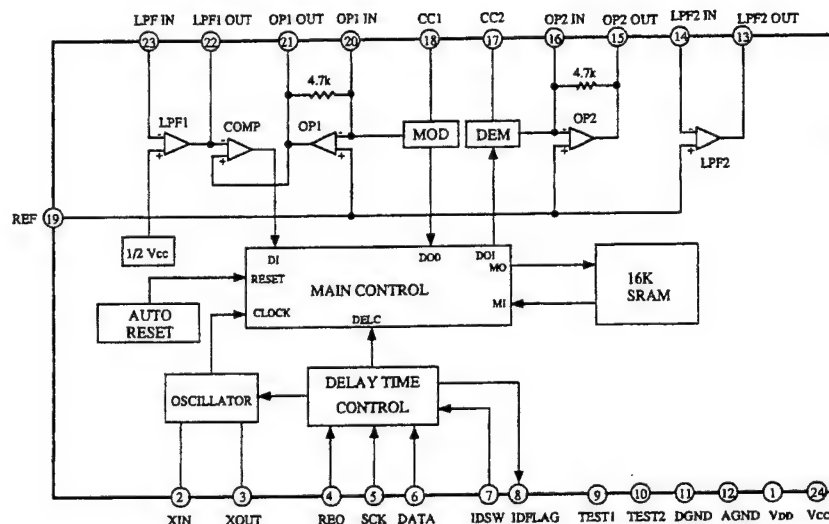 LPF IN LPF1 OUT OP1 OUT OP1 IN CC1 CC2 OP2 IN OP2 OUT LPF2 IN LPF2 OUT
23 22 21 20 18 17 16 15 14 13
4.7k 4.7k
LPF1 COMP OP1 MOD DEM OP2 LPF2
- + - + - + - + - +
REF 19
1/2 Vcc
DI DO0 DOI
RESET MO
MAIN CONTROL
CLOCK MI
DELC
16K
SRAM
AUTO
RESET
OSCILLATOR
DELAY TIME
CONTROL
2 3 4 5 6 7 8 9 10 11 12 1 24
XIN XOUT REQ SCK DATA IDSW IDFLAG TEST1 TEST2 DGND AGND VDD Vcc